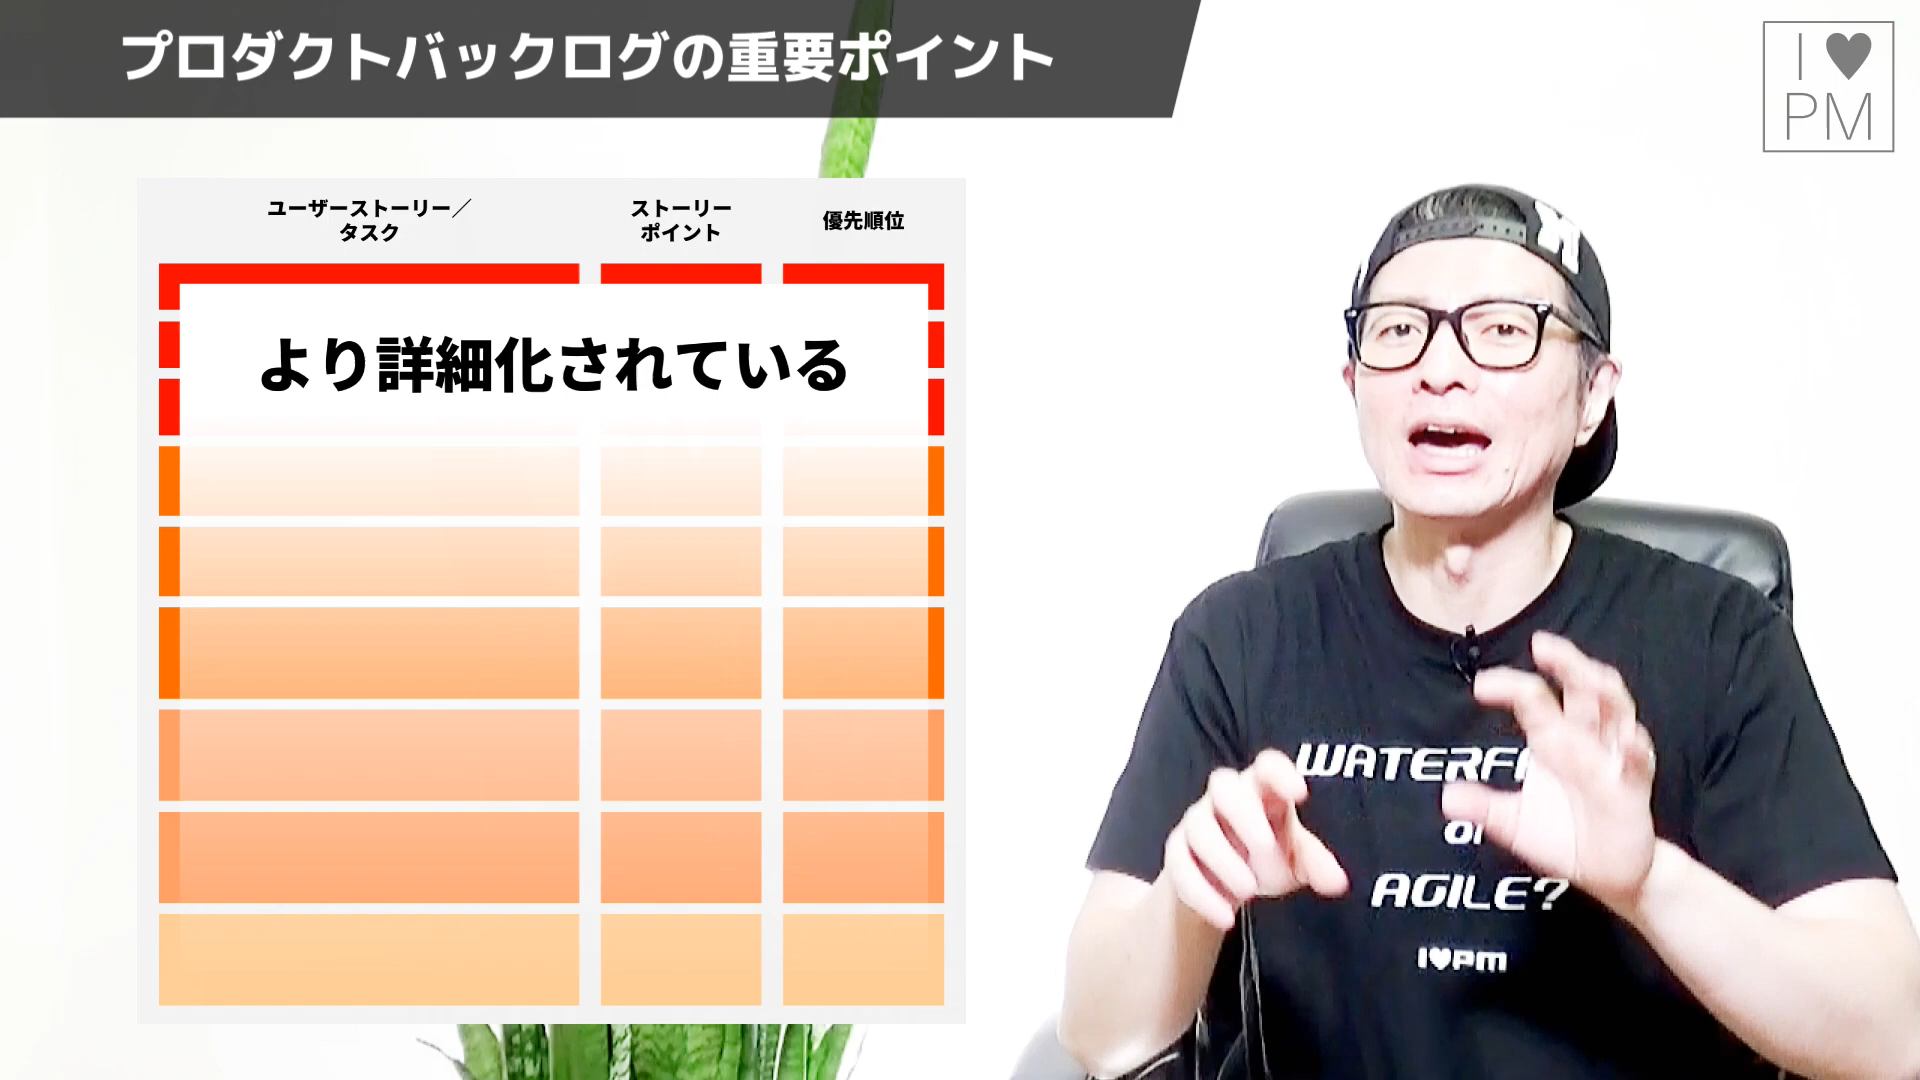 プロダクトバックログの重要ポイント
I ♥
PM
ユーザーストーリー／
タスク
ストーリー
ポイント
優先順位
より詳細化されている
AGILE?
I♥PM